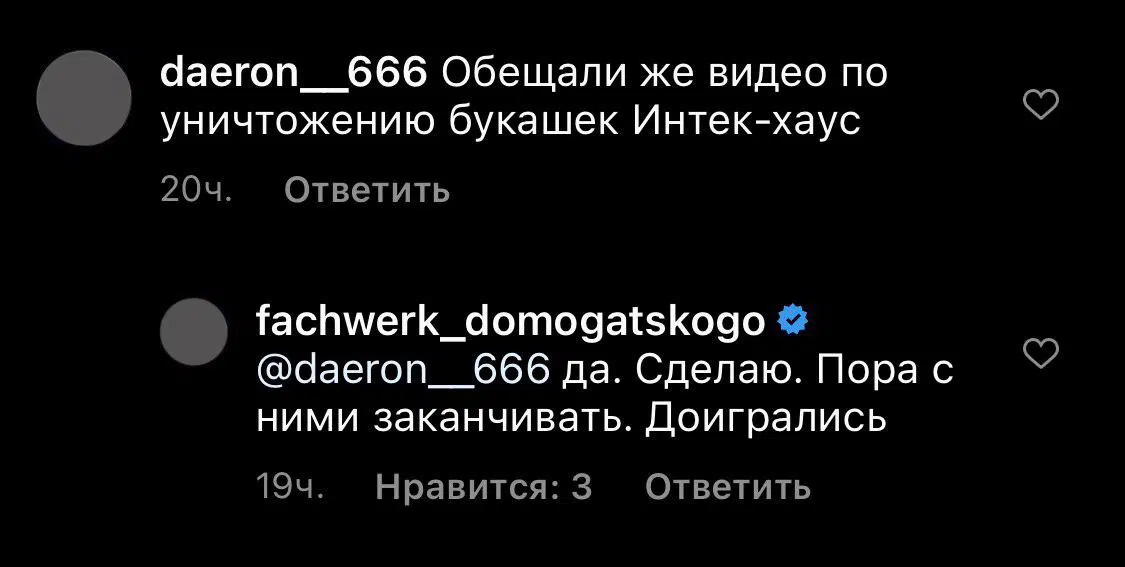 daeron__666 Обещали же видео по
уничтожению букашек Интек-хаус
20ч. Ответить
fachwerk_domogatskogo
@daeron__666 да. Сделаю. Пора с
ними заканчивать. Доигрались
19ч. Нравится: 3 Ответить